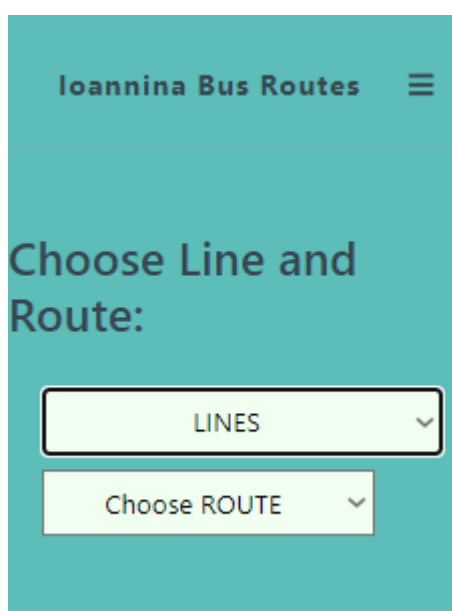 Ioannina Bus Routes
Choose Line and
Route:
LINES
Choose ROUTE